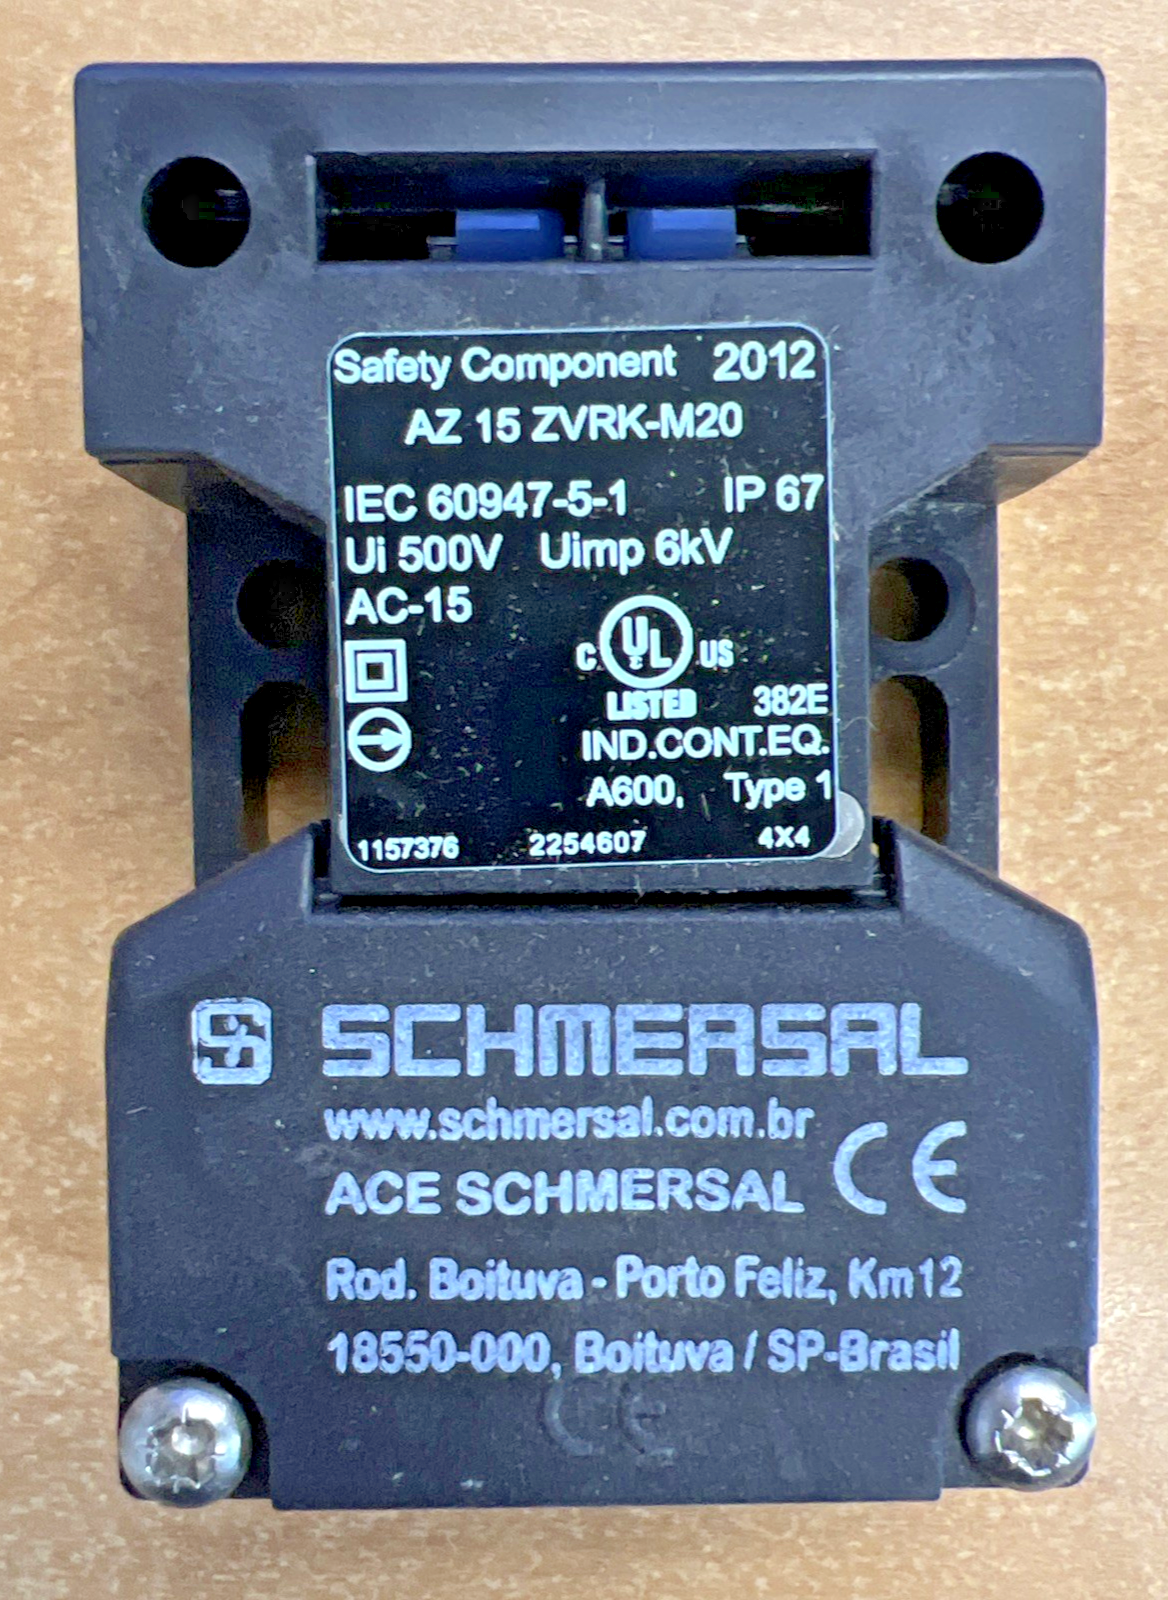 Safety Component 2012
AZ 15 ZVRK-M20
IEC 60947-5-1 IP 67
Ui 500V Uimp 6kV
AC-15
C UL US
LISTED 382E
IND.CONT.EQ.
A600, Type 1
1157376 2254607 4X4
S SCHMERSAL
www.schmersal.com.br
ACE SCHMERSAL CE
Rod. Boituva - Porto Feliz, Km12
18550-000, Boituva / SP-Brasil
CE